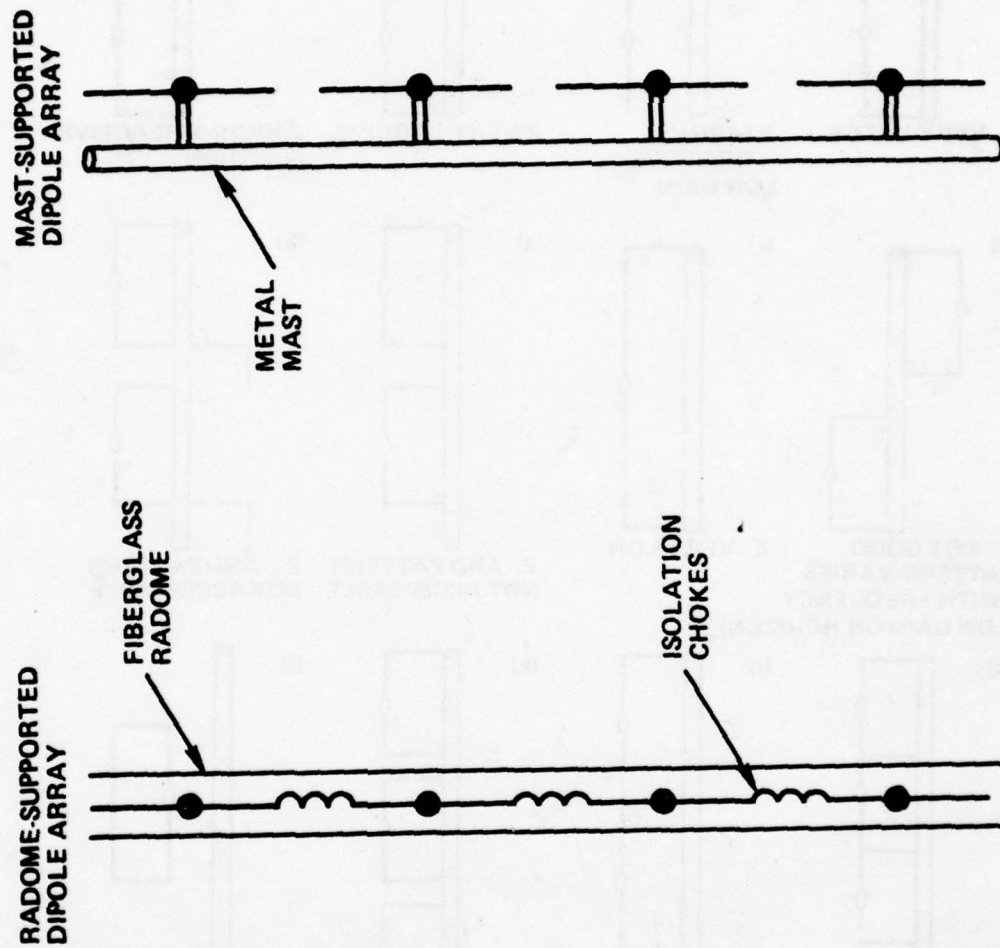 RADOME-SUPPORTED
DIPOLE ARRAY
FIBERGLASS
RADOME
ISOLATION
CHOKES
MAST-SUPPORTED
DIPOLE ARRAY
METAL
MAST